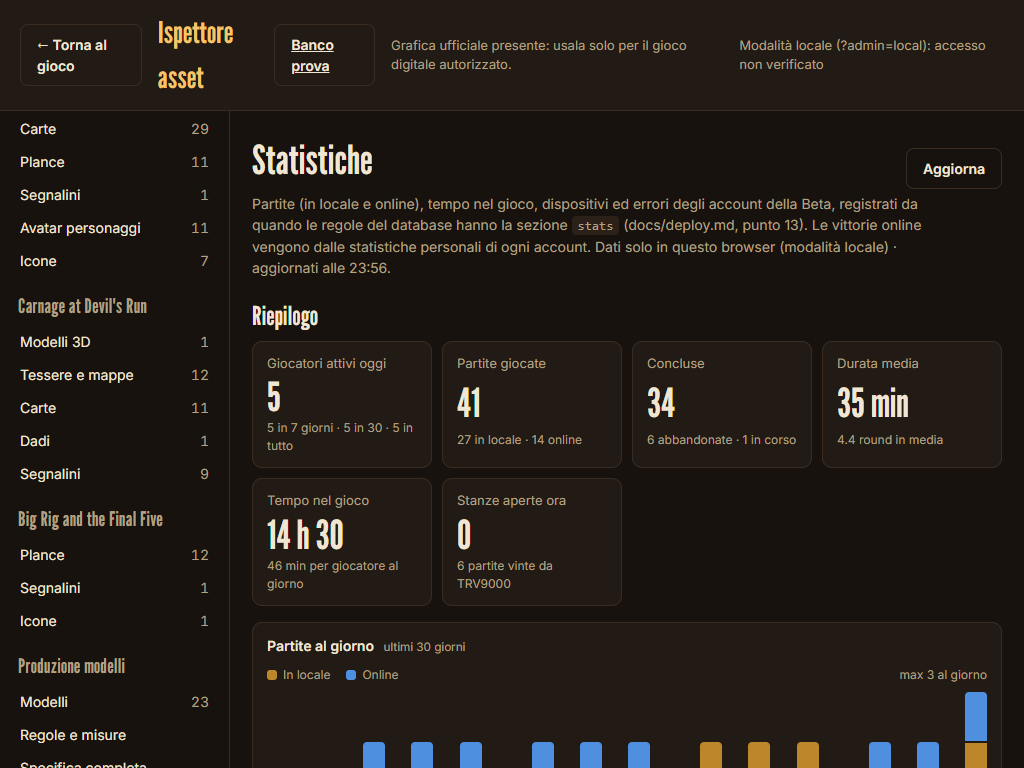 ← Torna al
gioco
Ispettore
asset
Banco
prova
Grafica ufficiale presente: usala solo per il gioco
digitale autorizzato.
Modalità locale (?admin=local): accesso
non verificato
Carte 29
Plance 11
Segnalini 1
Avatar personaggi 11
Icone 7
Carnage at Devil's Run
Modelli 3D 1
Tessere e mappe 12
Carte 11
Dadi 1
Segnalini 9
Big Rig and the Final Five
Plance 12
Segnalini 1
Icone 1
Produzione modelli
Modelli 23
Regole e misure
Specifica completa
Statistiche
Aggiorna
Partite (in locale e online), tempo nel gioco, dispositivi ed errori degli account della Beta, registrati da
quando le regole del database hanno la sezione stats (docs/deploy.md, punto 13). Le vittorie online
vengono dalle statistiche personali di ogni account. Dati solo in questo browser (modalità locale) ·
aggiornati alle 23:56.
Riepilogo
Giocatori attivi oggi
5
5 in 7 giorni · 5 in 30 · 5 in
tutto
Partite giocate
41
27 in locale · 14 online
Concluse
34
6 abbandonate · 1 in corso
Durata media
35 min
4.4 round in media
Tempo nel gioco
14 h 30
46 min per giocatore al
giorno
Stanze aperte ora
0
6 partite vinte da
TRV9000
Partite al giorno ultimi 30 giorni
In locale Online max 3 al giorno